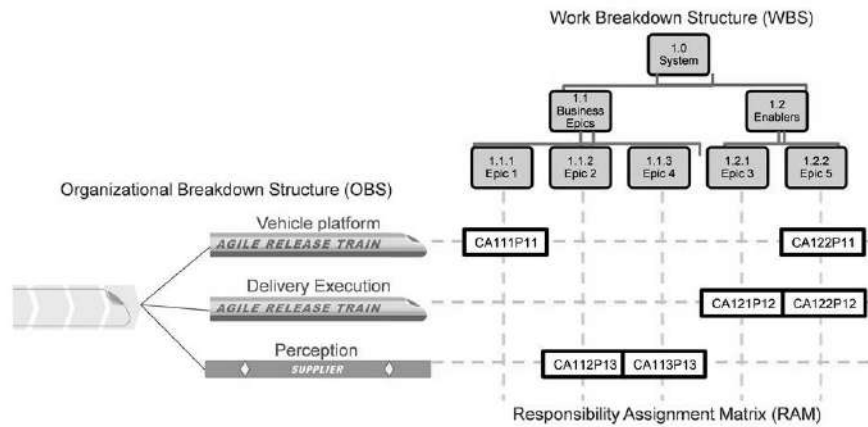 Work Breakdown Structure (WBS)
1.0
System
1.1
Business
Epics
1.2
Enablers
1.1.1
Epic 1
1.1.2
Epic 2
1.1.3
Epic 4
1.2.1
Epic 3
1.2.2
Epic 5
Organizational Breakdown Structure (OBS)
Vehicle platform
AGILE RELEASE TRAIN
CA111P11
CA122P11
Delivery Execution
AGILE RELEASE TRAIN
CA121P12
CA122P12
Perception
SUPPLIER
CA112P13
CA113P13
Responsibility Assignment Matrix (RAM)